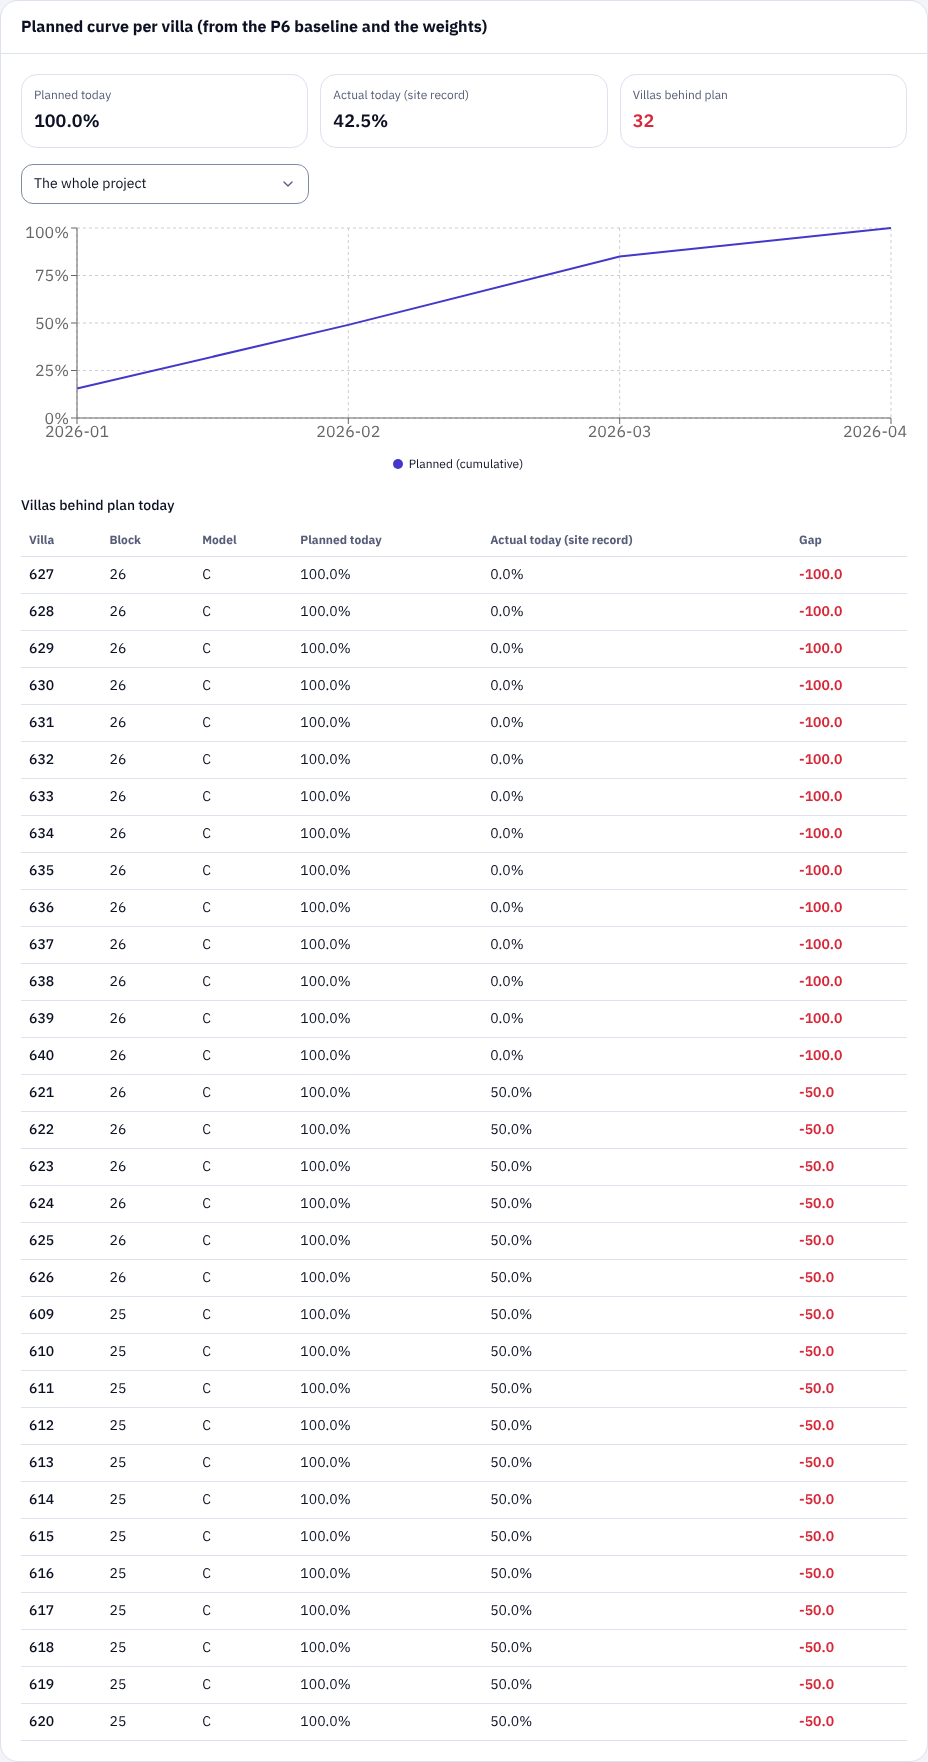 Planned curve per villa (from the P6 baseline and the weights)
Planned today
100.0%
Actual today (site record)
42.5%
Villas behind plan
32
The whole project
100%
75%
50%
25%
0%
2026-01 2026-02 2026-03 2026-04
Planned (cumulative)
Villas behind plan today
Villa Block Model Planned today Actual today (site record) Gap
627 26 C 100.0% 0.0% -100.0
628 26 C 100.0% 0.0% -100.0
629 26 C 100.0% 0.0% -100.0
630 26 C 100.0% 0.0% -100.0
631 26 C 100.0% 0.0% -100.0
632 26 C 100.0% 0.0% -100.0
633 26 C 100.0% 0.0% -100.0
634 26 C 100.0% 0.0% -100.0
635 26 C 100.0% 0.0% -100.0
636 26 C 100.0% 0.0% -100.0
637 26 C 100.0% 0.0% -100.0
638 26 C 100.0% 0.0% -100.0
639 26 C 100.0% 0.0% -100.0
640 26 C 100.0% 0.0% -100.0
621 26 C 100.0% 50.0% -50.0
622 26 C 100.0% 50.0% -50.0
623 26 C 100.0% 50.0% -50.0
624 26 C 100.0% 50.0% -50.0
625 26 C 100.0% 50.0% -50.0
626 26 C 100.0% 50.0% -50.0
609 25 C 100.0% 50.0% -50.0
610 25 C 100.0% 50.0% -50.0
611 25 C 100.0% 50.0% -50.0
612 25 C 100.0% 50.0% -50.0
613 25 C 100.0% 50.0% -50.0
614 25 C 100.0% 50.0% -50.0
615 25 C 100.0% 50.0% -50.0
616 25 C 100.0% 50.0% -50.0
617 25 C 100.0% 50.0% -50.0
618 25 C 100.0% 50.0% -50.0
619 25 C 100.0% 50.0% -50.0
620 25 C 100.0% 50.0% -50.0